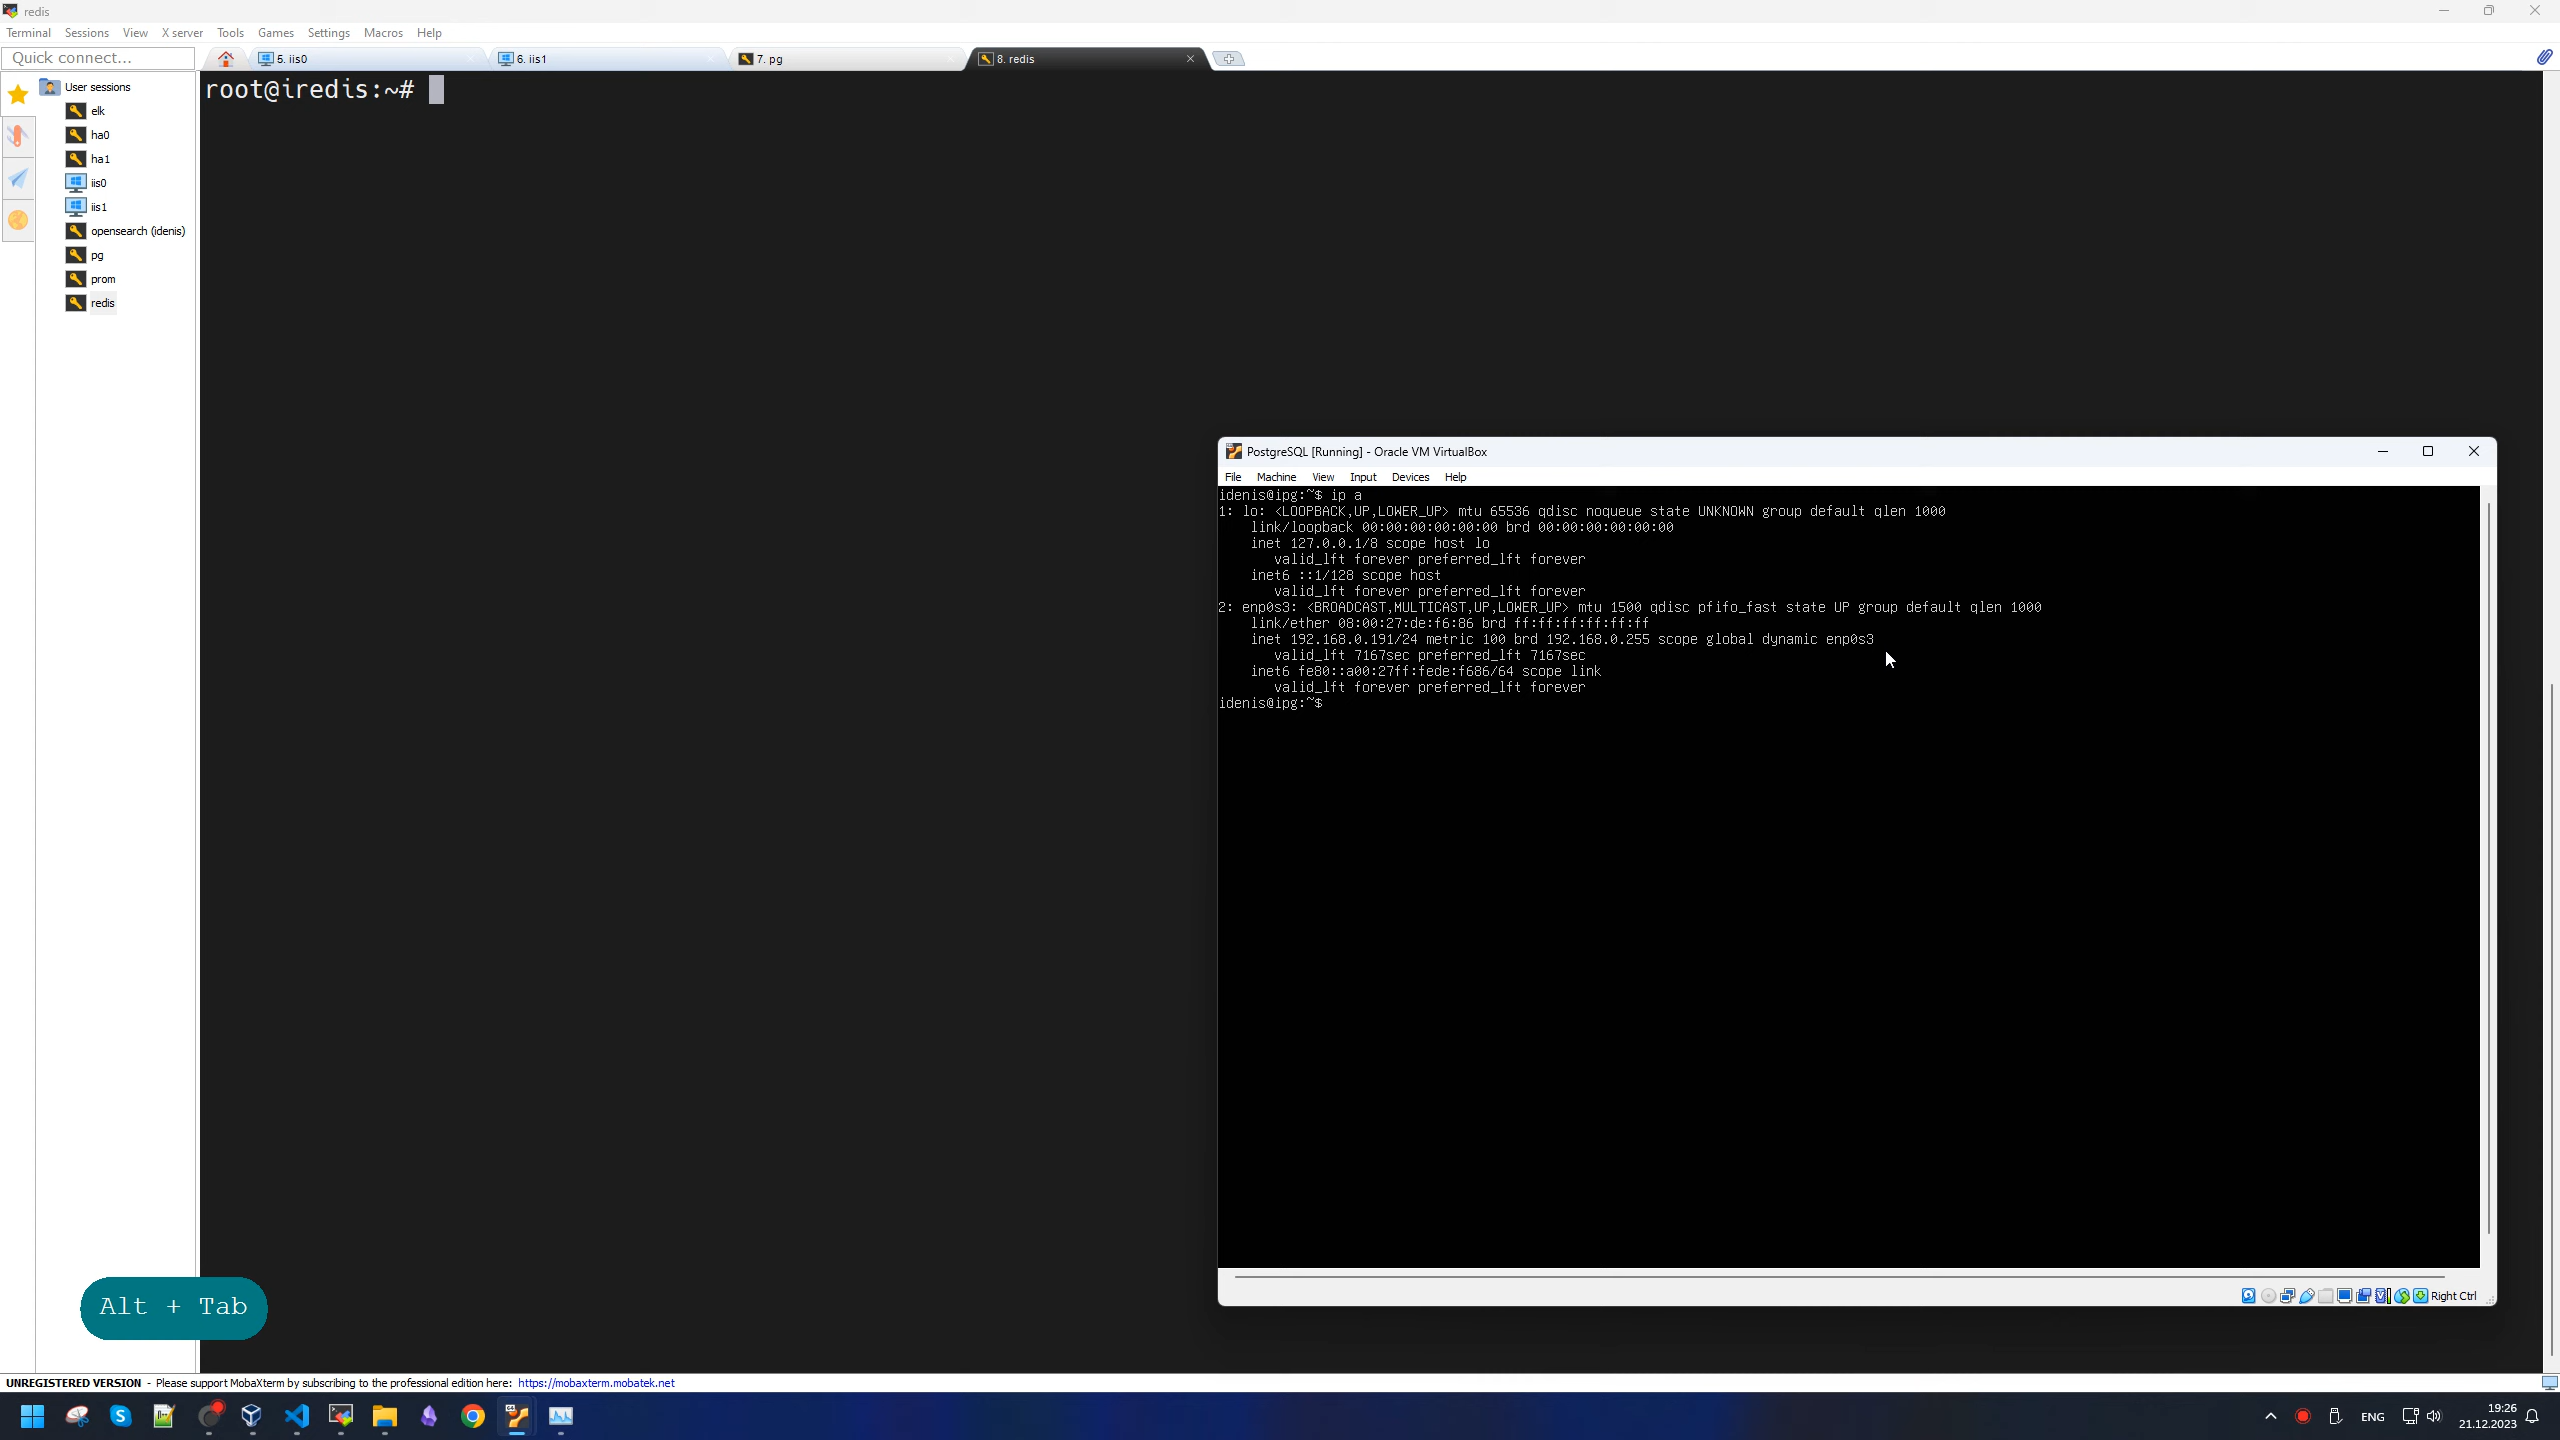 redis
Terminal Sessions View X server Tools Games Settings Macros Help
Quick connect...
5. iis0
6. iis1
7. pg
8. redis
User sessions
elk
ha0
ha1
iis0
iis1
opensearch (idenis)
pg
prom
redis
root@iredis:~#
PostgreSQL [Running] - Oracle VM VirtualBox
File Machine View Input Devices Help
idenis@ipg:~$ ip a
1: lo: <LOOPBACK,UP,LOWER_UP> mtu 65536 qdisc noqueue state UNKNOWN group default qlen 1000
link/loopback 00:00:00:00:00:00 brd 00:00:00:00:00:00
inet 127.0.0.1/8 scope host lo
valid_lft forever preferred_lft forever
inet6 ::1/128 scope host
valid_lft forever preferred_lft forever
2: enp0s3: <BROADCAST,MULTICAST,UP,LOWER_UP> mtu 1500 qdisc pfifo_fast state UP group default qlen 1000
link/ether 08:00:27:de:f6:86 brd ff:ff:ff:ff:ff:ff
inet 192.168.0.191/24 metric 100 brd 192.168.0.255 scope global dynamic enp0s3
valid_lft 7167sec preferred_lft 7167sec
inet6 fe80::a00:27ff:fede:f686/64 scope link
valid_lft forever preferred_lft forever
idenis@ipg:~$
Right Ctrl
Alt + Tab
UNREGISTERED VERSION - Please support MobaXterm by subscribing to the professional edition here: https://mobaxterm.mobatek.net
ENG
19:26
21.12.2023